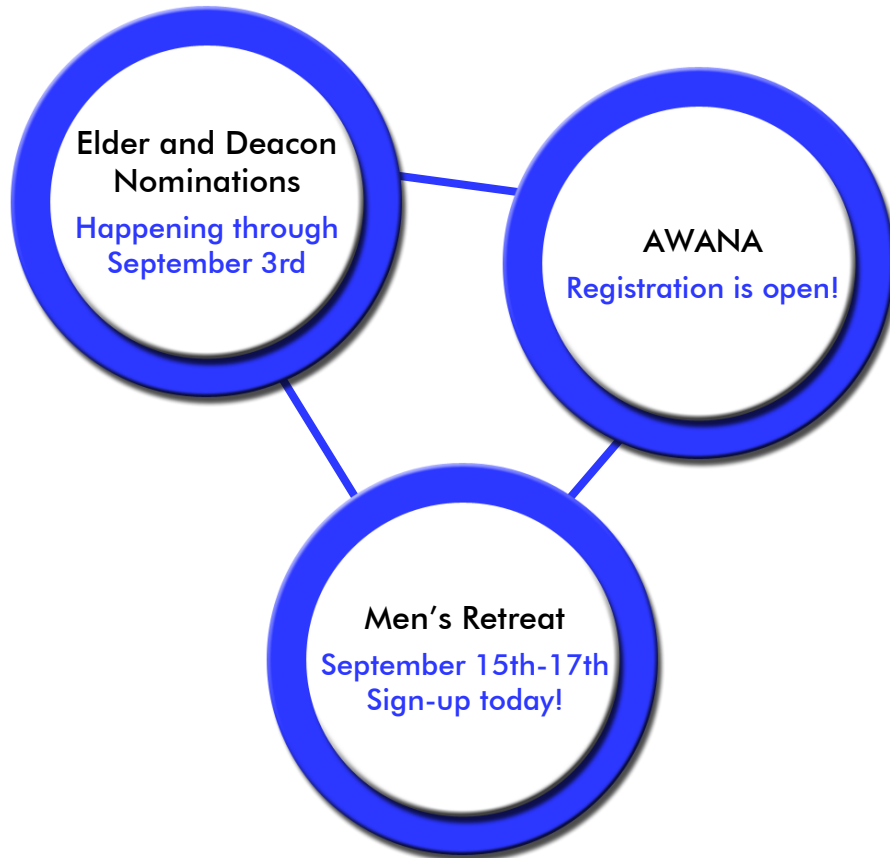 Elder and Deacon
Nominations
Happening through
September 3rd
AWANA
Registration is open!
Men’s Retreat
September 15th-17th
Sign-up today!